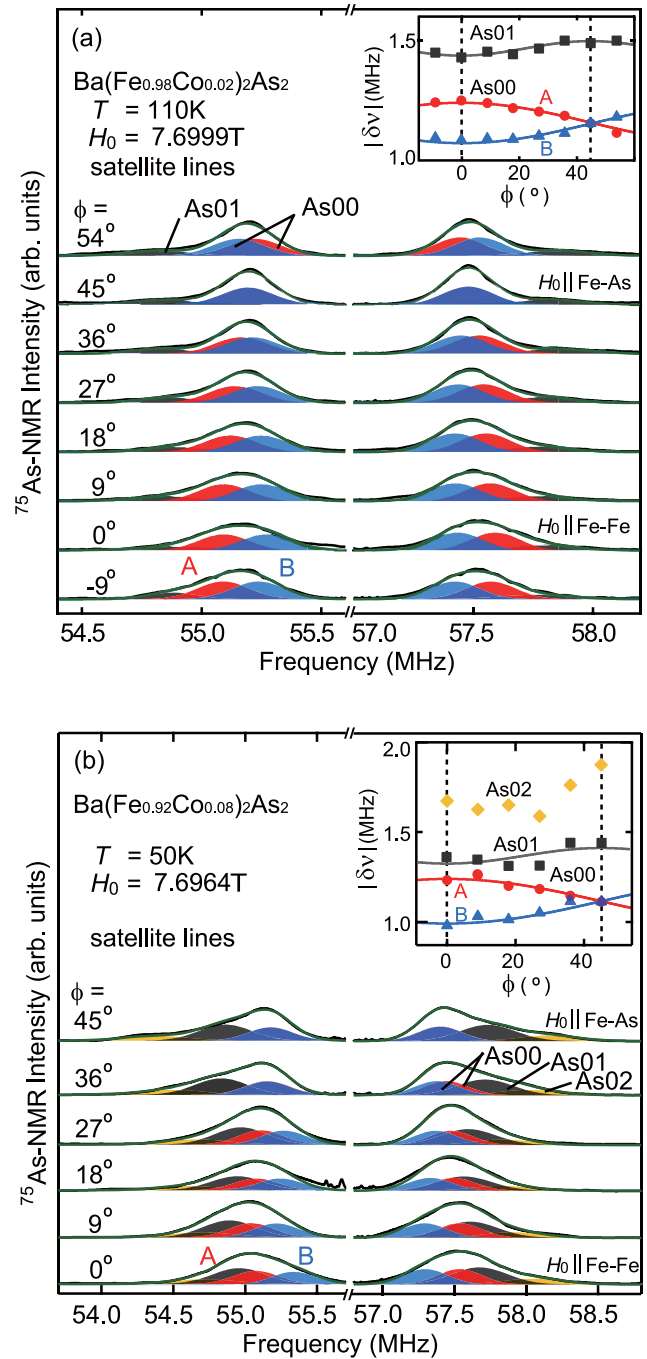 (a)
Ba(Fe0.98Co0.02)2As2
T = 110K
H0 = 7.6999T
satellite lines
1.5
1.0
|δν| (MHz)
As01
As00
A
B
0 20 40
ϕ (°)
ϕ =
As01 As00
54°
45°
H0 || Fe-As
36°
27°
18°
9°
0°
H0 || Fe-Fe
-9°
A B
75As-NMR Intensity (arb. units)
54.5 55.0 55.5 57.0 57.5 58.0
Frequency (MHz)
(b)
Ba(Fe0.92Co0.08)2As2
T = 50K
H0 = 7.6964T
satellite lines
2.0
1.5
1.0
|δν| (MHz)
As02
As01
As00
A
B
0 20 40
ϕ (°)
ϕ =
45°
H0 || Fe-As
36°
As00
As01
As02
27°
18°
9°
0°
A B
H0 || Fe-Fe
75As-NMR Intensity (arb. units)
54.0 54.5 55.0 55.5 57.0 57.5 58.0 58.5
Frequency (MHz)